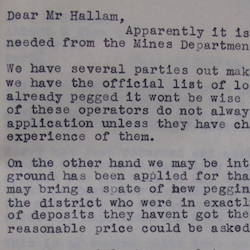 Dear Mr Hallam,
Apparently it is
needed from the Mines Departmen
We have several parties out mak
we have the official list of lo
already pegged it wont be wise
of these operators do not alway
application unless they have ch
experience of them.
On the other hand we may be int
ground has been applied for tha
may bring a spate of new peggin
the district who were in exactl
of deposits they havent got the
reasonable price could be asked